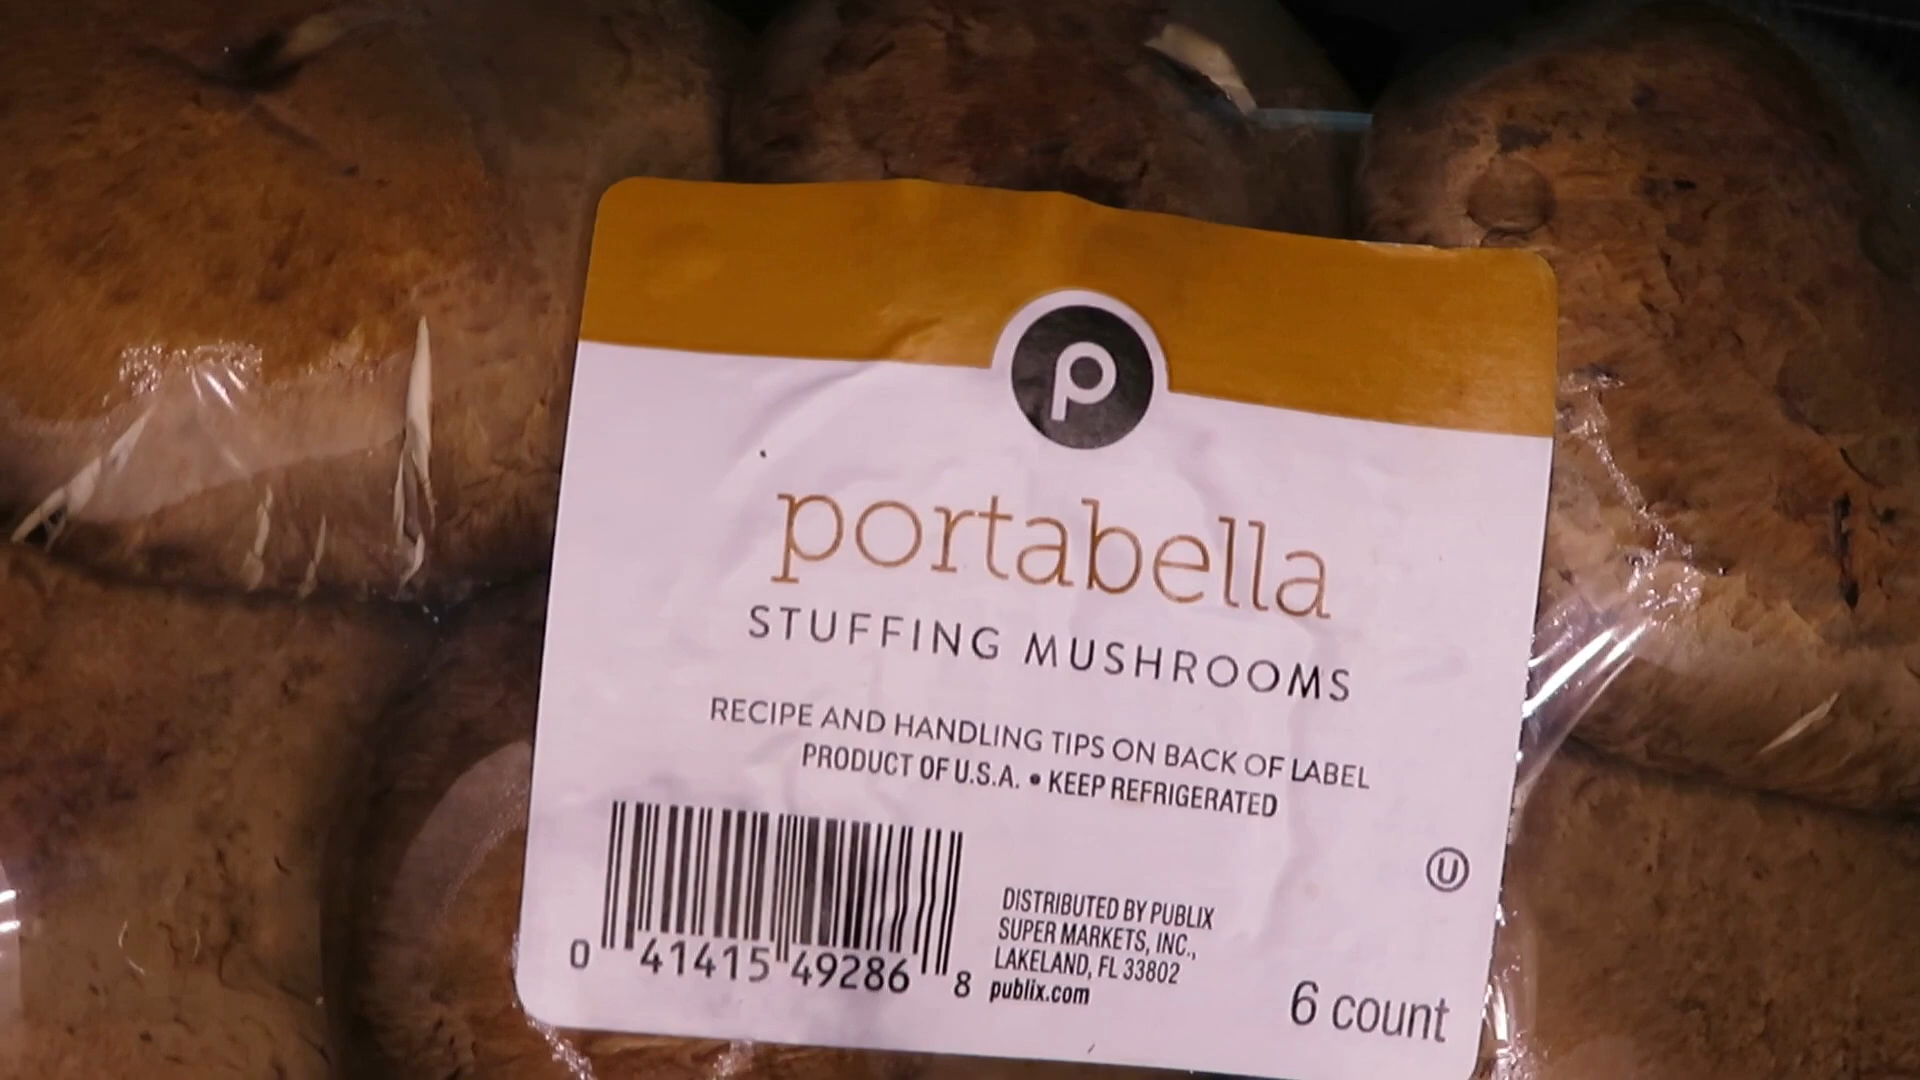 p
portabella
STUFFING MUSHROOMS
RECIPE AND HANDLING TIPS ON BACK OF LABEL
PRODUCT OF U.S.A. • KEEP REFRIGERATED
U
DISTRIBUTED BY PUBLIX
SUPER MARKETS, INC.,
LAKELAND, FL 33802
publix.com
0 41415 49286 8
6 count